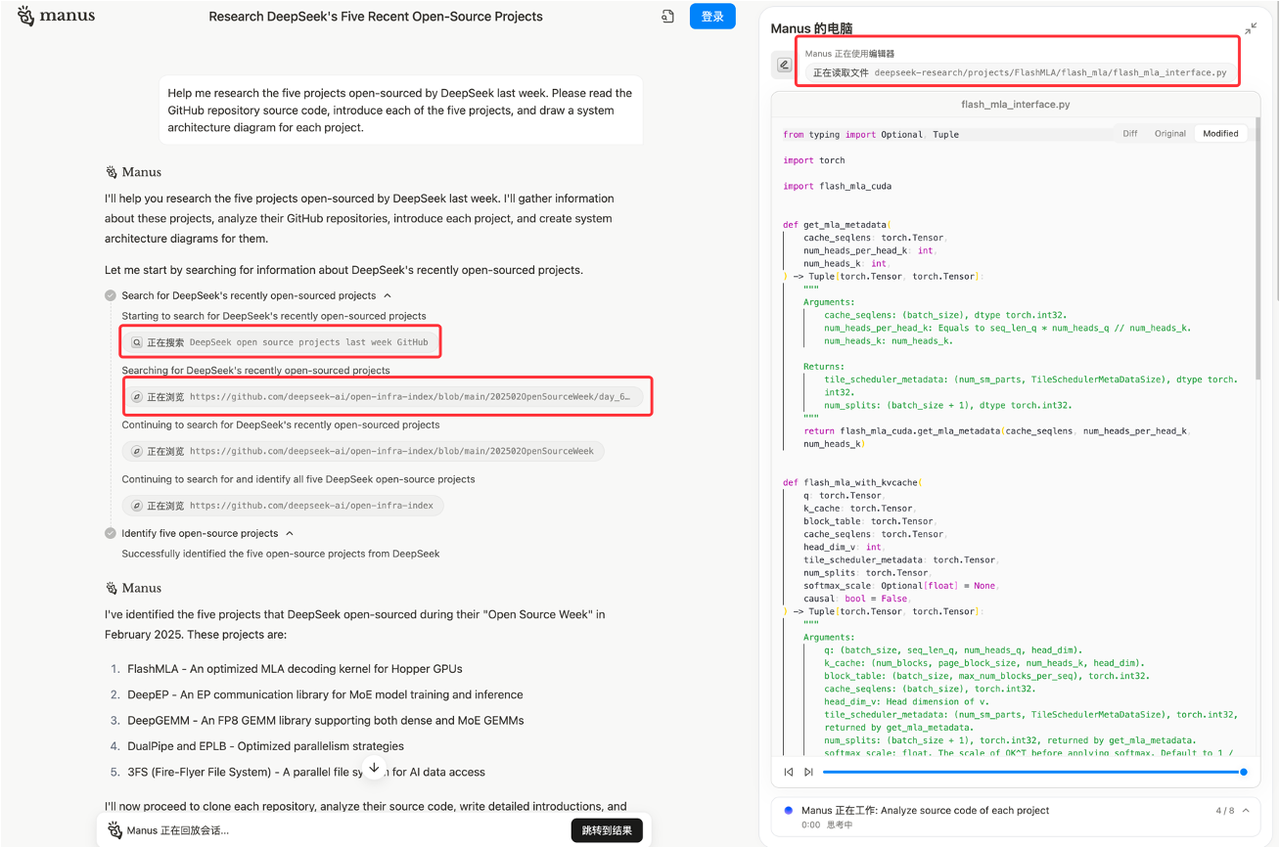 manus
Research DeepSeek's Five Recent Open-Source Projects
登录
Help me research the five projects open-sourced by DeepSeek last week. Please read the
GitHub repository source code, introduce each of the five projects, and draw a system
architecture diagram for each project.
Manus
I'll help you research the five projects open-sourced by DeepSeek last week. I'll gather information
about these projects, analyze their GitHub repositories, introduce each project, and create system
architecture diagrams for them.
Let me start by searching for information about DeepSeek's recently open-sourced projects.
Search for DeepSeek's recently open-sourced projects
Starting to search for DeepSeek's recently open-sourced projects
正在搜索 DeepSeek open source projects last week GitHub
Searching for DeepSeek's recently open-sourced projects
正在浏览 https://github.com/deepseek-ai/open-infra-index/blob/main/202502OpenSourceWeek/day_6…
Continuing to search for DeepSeek's recently open-sourced projects
正在浏览 https://github.com/deepseek-ai/open-infra-index/blob/main/202502OpenSourceWeek
Continuing to search for and identify all five DeepSeek open-source projects
正在浏览 https://github.com/deepseek-ai/open-infra-index
Identify five open-source projects
Successfully identified the five open-source projects from DeepSeek
Manus
I've identified the five projects that DeepSeek open-sourced during their "Open Source Week" in
February 2025. These projects are:
1. FlashMLA - An optimized MLA decoding kernel for Hopper GPUs
2. DeepEP - An EP communication library for MoE model training and inference
3. DeepGEMM - An FP8 GEMM library supporting both dense and MoE GEMMs
4. DualPipe and EPLB - Optimized parallelism strategies
5. 3FS (Fire-Flyer File System) - A parallel file for AI data access
I'll now proceed to clone each repository, analyze their source code, write detailed introductions, and
Manus 正在回放会话...
跳转到结果
Manus 的电脑
Manus 正在使用编辑器
正在读取文件 deepseek-research/projects/FlashMLA/flash_mla/flash_mla_interface.py
flash_mla_interface.py
Diff Original Modified
from typing import Optional, Tuple
import torch
import flash_mla_cuda
def get_mla_metadata(
cache_seqlens: torch.Tensor,
num_heads_per_head_k: int,
num_heads_k: int,
) -> Tuple[torch.Tensor, torch.Tensor]:
"""
Arguments:
cache_seqlens: (batch_size), dtype torch.int32.
num_heads_per_head_k: Equals to seq_len_q * num_heads_q // num_heads_k.
num_heads_k: num_heads_k.
Returns:
tile_scheduler_metadata: (num_sm_parts, TileSchedulerMetaDataSize), dtype torch.
int32.
num_splits: (batch_size + 1), dtype torch.int32.
"""
return flash_mla_cuda.get_mla_metadata(cache_seqlens, num_heads_per_head_k,
num_heads_k)
def flash_mla_with_kvcache(
q: torch.Tensor,
k_cache: torch.Tensor,
block_table: torch.Tensor,
cache_seqlens: torch.Tensor,
head_dim_v: int,
tile_scheduler_metadata: torch.Tensor,
num_splits: torch.Tensor,
softmax_scale: Optional[float] = None,
causal: bool = False,
) -> Tuple[torch.Tensor, torch.Tensor]:
"""
Arguments:
q: (batch_size, seq_len_q, num_heads_q, head_dim).
k_cache: (num_blocks, page_block_size, num_heads_k, head_dim).
block_table: (batch_size, max_num_blocks_per_seq), torch.int32.
cache_seqlens: (batch_size), torch.int32.
head_dim_v: Head dimension of v.
tile_scheduler_metadata: (num_sm_parts, TileSchedulerMetaDataSize), torch.int32,
returned by get_mla_metadata.
num_splits: (batch_size + 1), torch.int32, returned by get_mla_metadata.
softmax_scale: float. The scale of QK^T before applying softmax. Default to 1 /
Manus 正在工作: Analyze source code of each project
4 / 8
0:00 思考中